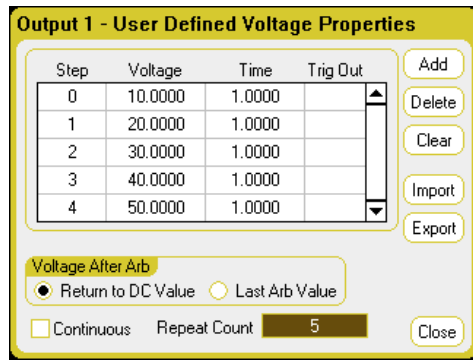 Output 1 - User Defined Voltage Properties
Step Voltage Time Trig Out
0 10.0000 1.0000
1 20.0000 1.0000
2 30.0000 1.0000
3 40.0000 1.0000
4 50.0000 1.0000
Add
Delete
Clear
Import
Export
Voltage After Arb
Return to DC Value Last Arb Value
Continuous Repeat Count 5
Close